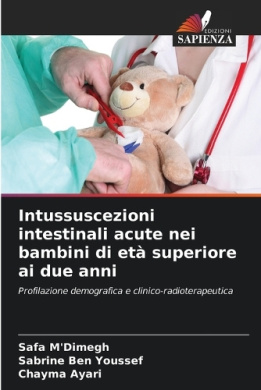 EDIZIONI
SAPIENZA
Intussuscezioni
intestinali acute nei
bambini di età superiore
ai due anni
Profilazione demografica e clinico-radioterapeutica
Safa M'Dimegh
Sabrine Ben Youssef
Chayma Ayari